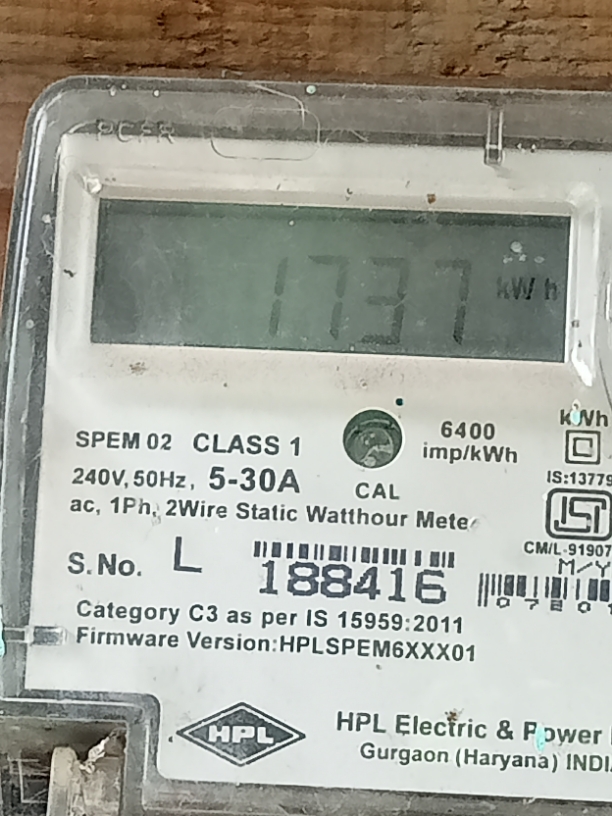 PCFR
1737 kWh
SPEM 02 CLASS 1
6400
imp/kWh
kWh
240V, 50Hz, 5-30A
CAL
IS:13779
ac, 1Ph, 2Wire Static Watthour Meter
CM/L-91907
M/Y
S.No. L 188416
Category C3 as per IS 15959:2011
Firmware Version:HPLSPEM6XXX01
HPL
HPL Electric & Power
Gurgaon (Haryana) INDI